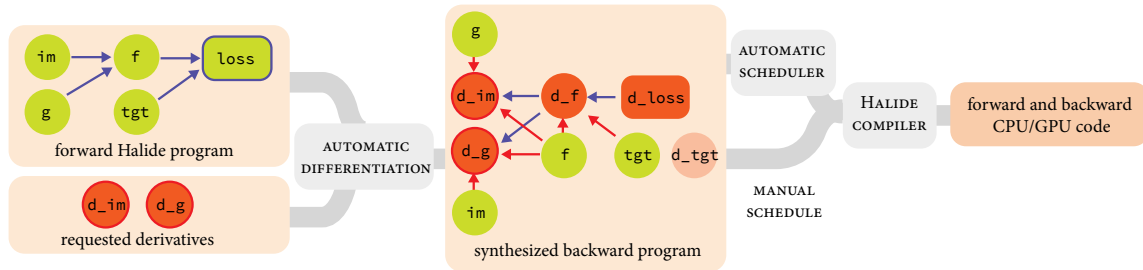 im
f
loss
g
tgt
forward Halide program
d_im
d_g
requested derivatives
AUTOMATIC
DIFFERENTIATION
g
d_im
d_f
d_loss
d_g
f
tgt
d_tgt
im
synthesized backward program
AUTOMATIC
SCHEDULER
MANUAL
SCHEDULE
HALIDE
COMPILER
forward and backward
CPU/GPU code